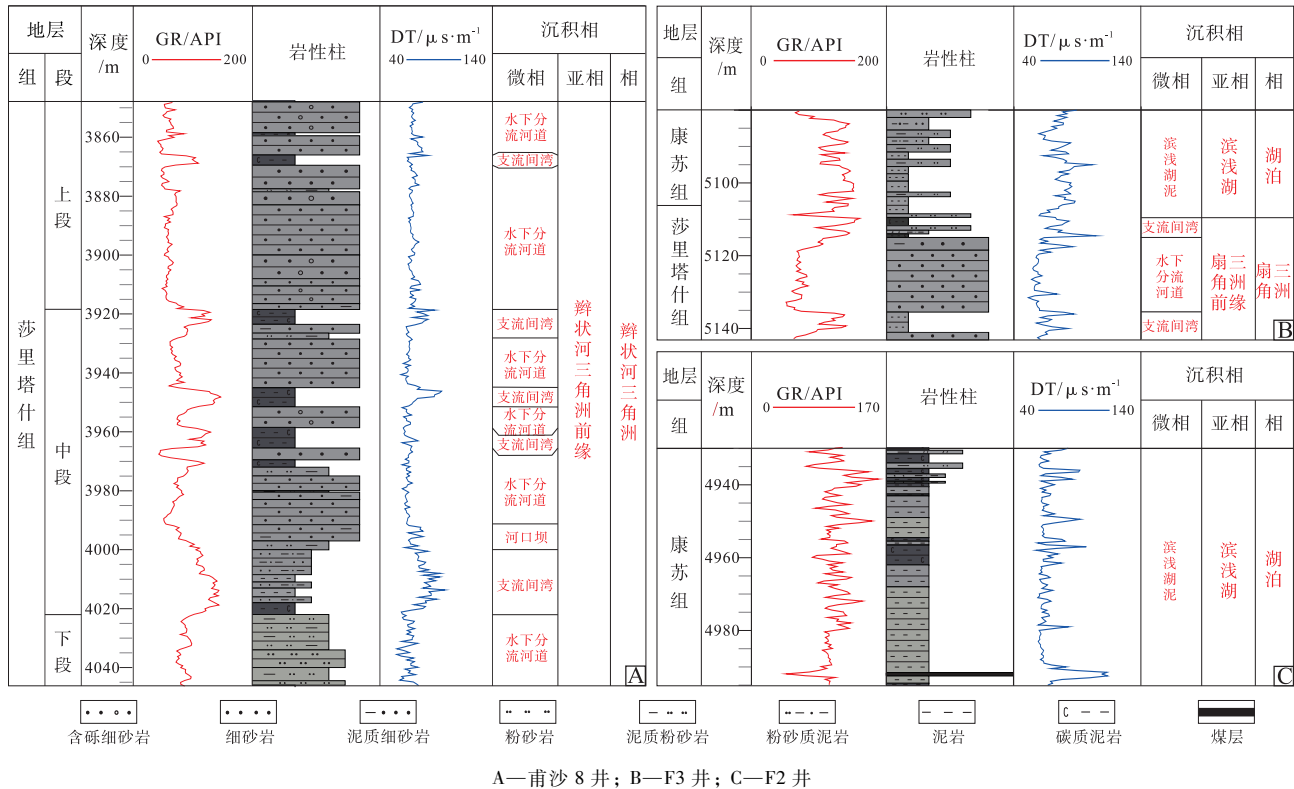 地层
深度
/m
GR/API
0 200
岩性柱
DT/μs·m⁻¹
40 140
沉积相
组
段
微相
亚相
相
莎里塔什组
上段
中段
下段
3860
3880
3900
3920
3940
3960
3980
4000
4020
4040
水下分
流河道
支流间湾
水下分
流河道
支流间湾
水下分
流河道
支流间湾
水下分
流河道
支流间湾
水下分
流河道
河口坝
支流间湾
水下分
流河道
辫状河三角洲前缘
辫状河三角洲
A
地层
深度
/m
GR/API
0 200
岩性柱
DT/μs·m⁻¹
40 140
沉积相
组
微相
亚相
相
康苏组
莎里塔什组
5100
5120
5140
滨浅湖泥
支流间湾
水下
分流
河道
支流间湾
滨浅湖
扇三
角洲
前缘
湖泊
扇三
角洲
B
地层
深度
/m
GR/API
0 170
岩性柱
DT/μs·m⁻¹
40 140
沉积相
组
微相
亚相
相
康苏组
4940
4960
4980
滨浅湖泥
滨浅湖
湖泊
C
含砾细砂岩
细砂岩
泥质细砂岩
粉砂岩
泥质粉砂岩
粉砂质泥岩
泥岩
碳质泥岩
煤层
A—甫沙 8 井；B—F3 井；C—F2 井